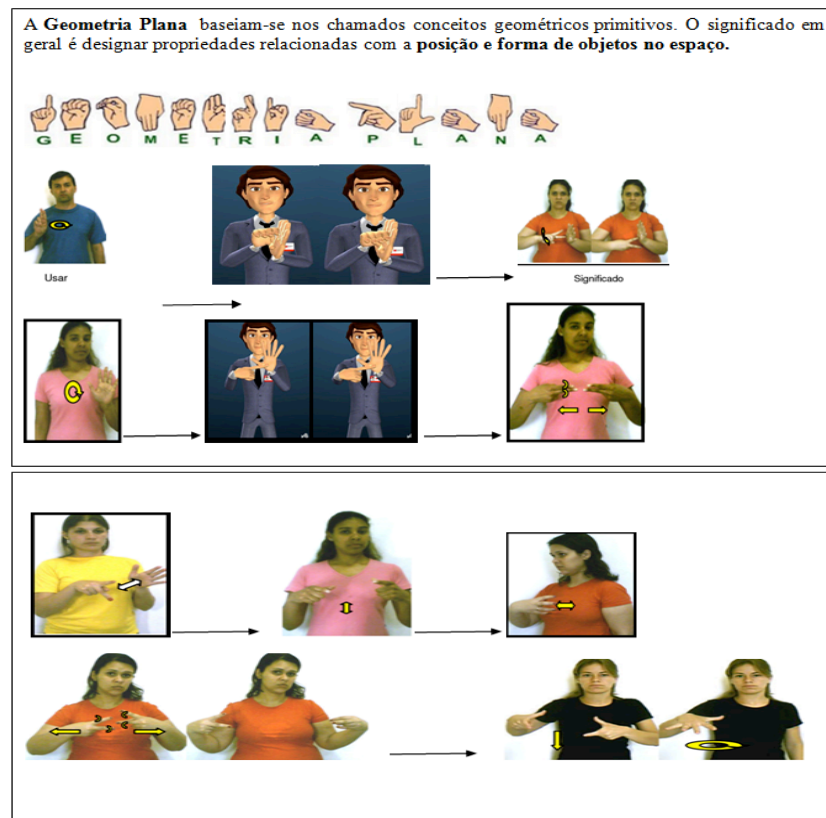 A Geometria Plana baseiam-se nos chamados conceitos geométricos primitivos. O significado em
geral é designar propriedades relacionadas com a posição e forma de objetos no espaço.
G E O M E T R I A P L A N A
Usar
Significado